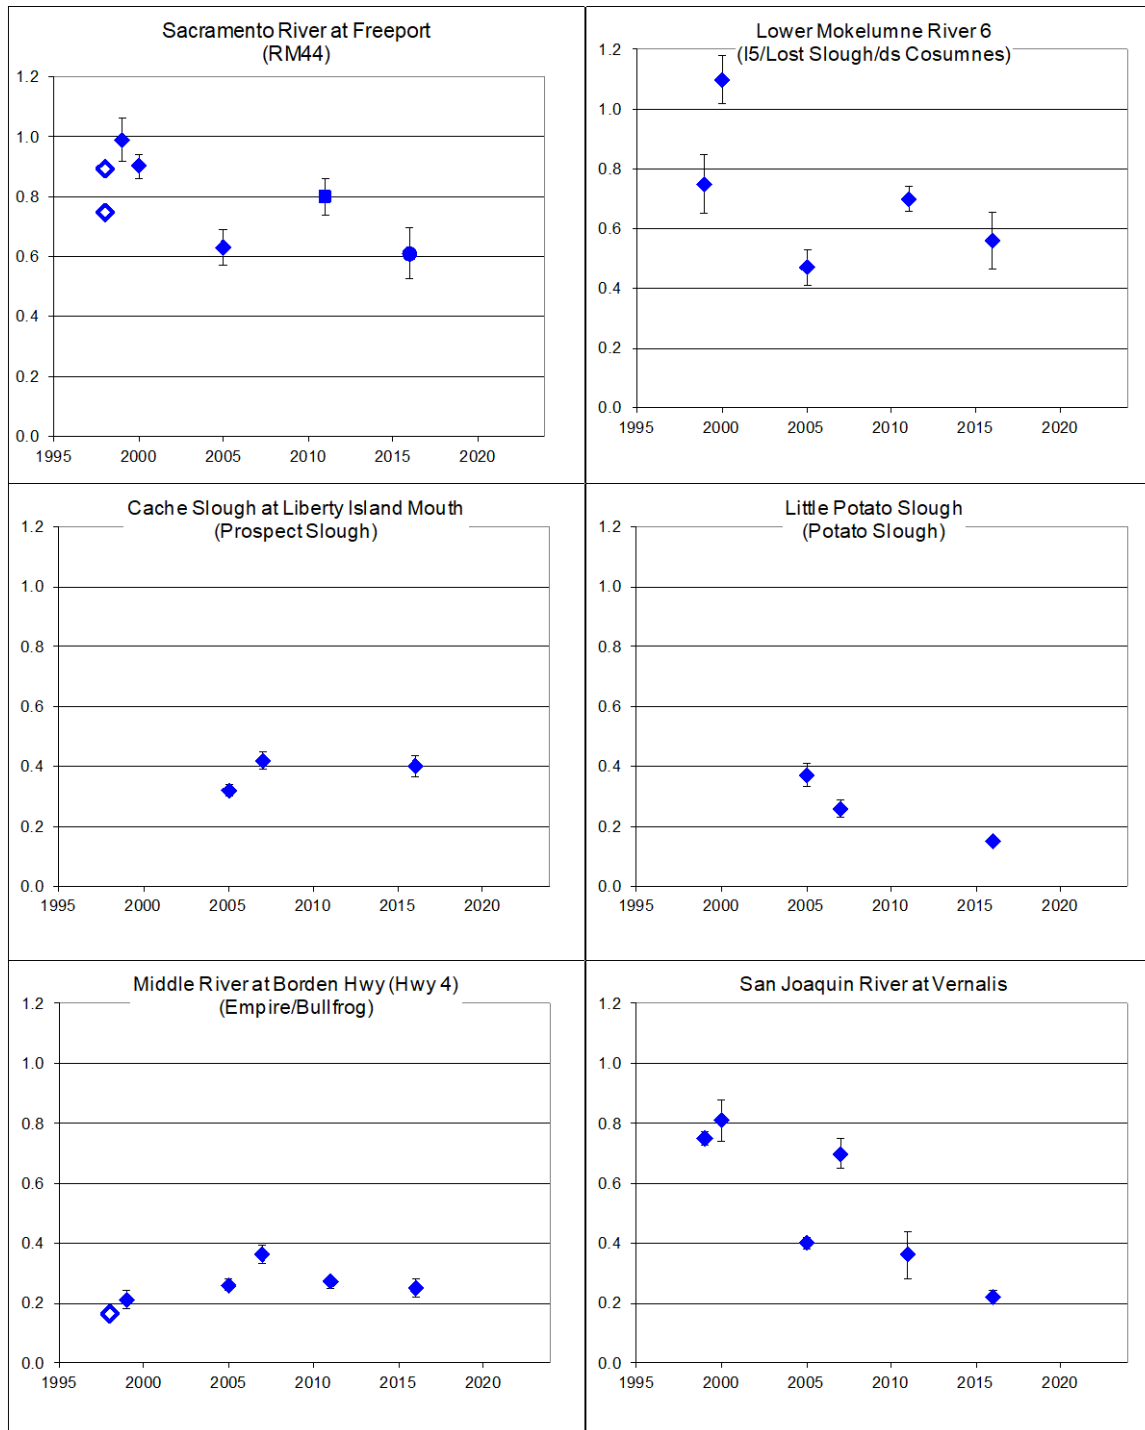 Sacramento River at Freeport
(RM44)
1.2
1.0
0.8
0.6
0.4
0.2
0.0
1995 2000 2005 2010 2015 2020
Lower Mokelumne River 6
(I5/Lost Slough/ds Cosumnes)
1.2
1.0
0.8
0.6
0.4
0.2
0.0
1995 2000 2005 2010 2015 2020
Cache Slough at Liberty Island Mouth
(Prospect Slough)
1.2
1.0
0.8
0.6
0.4
0.2
0.0
1995 2000 2005 2010 2015 2020
Little Potato Slough
(Potato Slough)
1.2
1.0
0.8
0.6
0.4
0.2
0.0
1995 2000 2005 2010 2015 2020
Middle River at Borden Hwy (Hwy 4)
(Empire/Bullfrog)
1.2
1.0
0.8
0.6
0.4
0.2
0.0
1995 2000 2005 2010 2015 2020
San Joaquin River at Vernalis
1.2
1.0
0.8
0.6
0.4
0.2
0.0
1995 2000 2005 2010 2015 2020